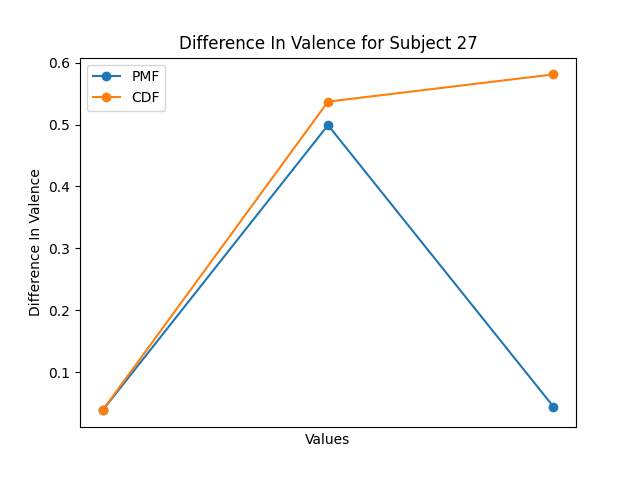 Difference In Valence for Subject 27
PMF
CDF
0.6
0.5
0.4
0.3
0.2
0.1
Difference In Valence
Values